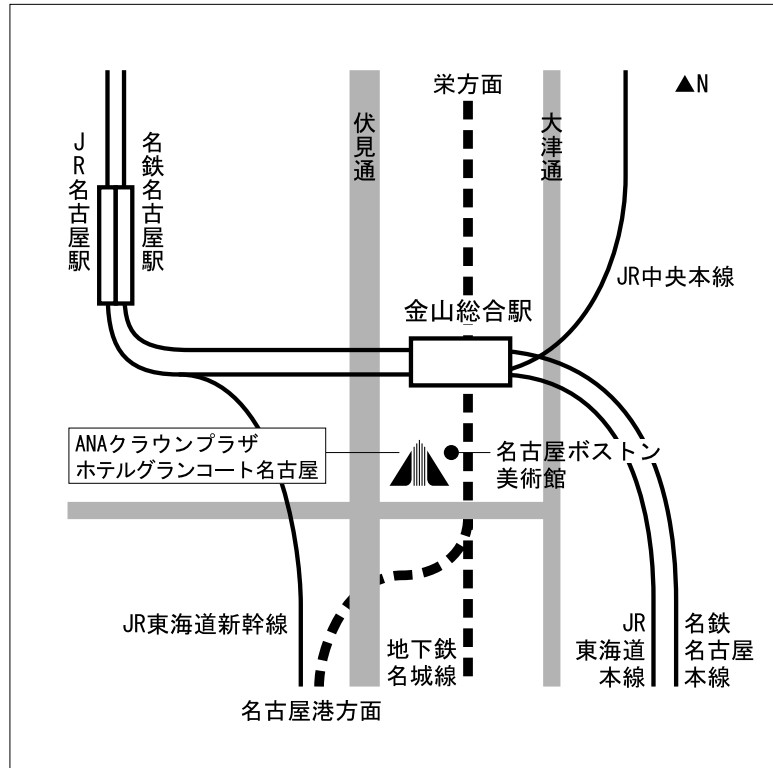 栄方面
▲N
伏見通
大津通
JR名古屋駅
名鉄名古屋駅
JR中央本線
金山総合駅
ANAクラウンプラザ
ホテルグランコート名古屋
名古屋ボストン
美術館
JR東海道新幹線
地下鉄
名城線
JR
東海道
本線
名鉄
名古屋
本線
名古屋港方面